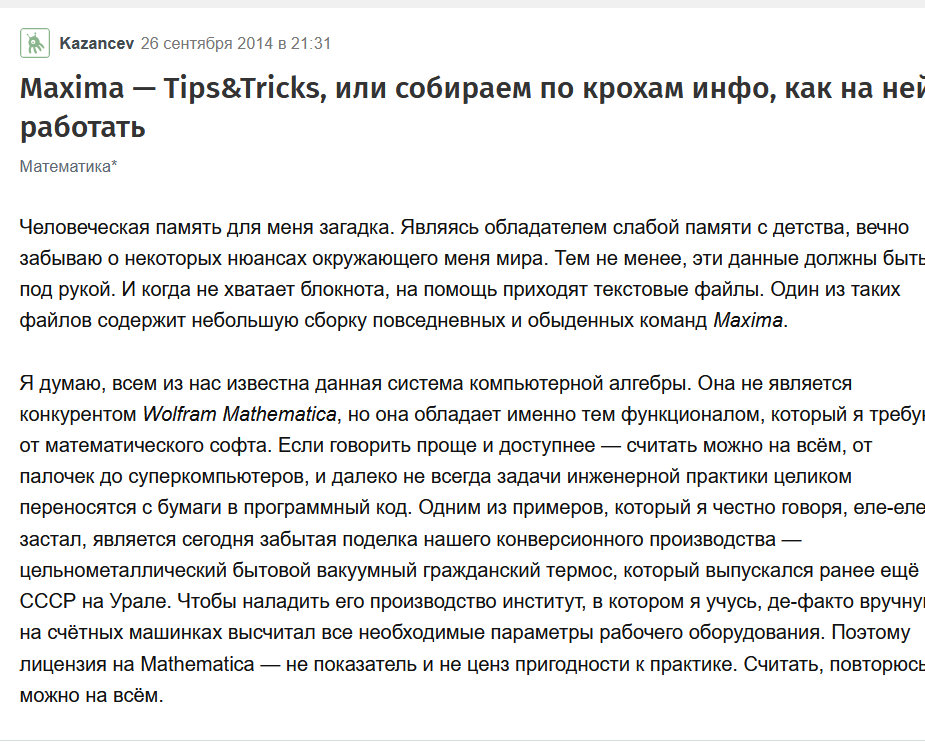 Kazancev 26 сентября 2014 в 21:31
Maxima — Tips&Tricks, или собираем по крохам инфо, как на ней
работать
Математика*
Человеческая память для меня загадка. Являясь обладателем слабой памяти с детства, вечно
забываю о некоторых нюансах окружающего меня мира. Тем не менее, эти данные должны быть
под рукой. И когда не хватает блокнота, на помощь приходят текстовые файлы. Один из таких
файлов содержит небольшую сборку повседневных и обыденных команд Maxima.
Я думаю, всем из нас известна данная система компьютерной алгебры. Она не является
конкурентом Wolfram Mathematica, но она обладает именно тем функционалом, который я требую
от математического софта. Если говорить проще и доступнее — считать можно на всём, от
палочек до суперкомпьютеров, и далеко не всегда задачи инженерной практики целиком
переносятся с бумаги в программный код. Одним из примеров, который я честно говоря, еле-еле
застал, является сегодня забытая поделка нашего конверсионного производства —
цельнометаллический бытовой вакуумный гражданский термос, который выпускался ранее ещё
СССР на Урале. Чтобы наладить его производство институт, в котором я учусь, де-факто вручную
на счётных машинках высчитал все необходимые параметры рабочего оборудования. Поэтому
лицензия на Mathematica — не показатель и не ценз пригодности к практике. Считать, повторюсь
можно на всём.